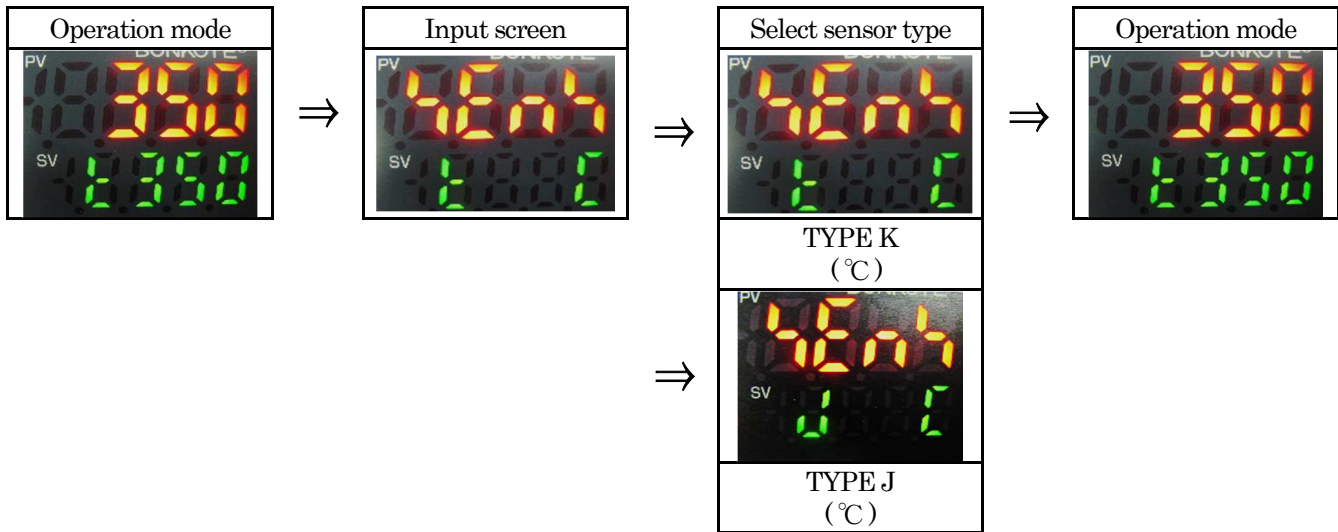 Operation mode
PV
350
SV
t350
⇒
Input screen
PV
SEnS
SV
t C
⇒
Select sensor type
PV
SEnS
SV
t C
TYPE K
(℃)
⇒
PV
SEnS
SV
J C
TYPE J
(℃)
⇒
Operation mode
PV
350
SV
t350